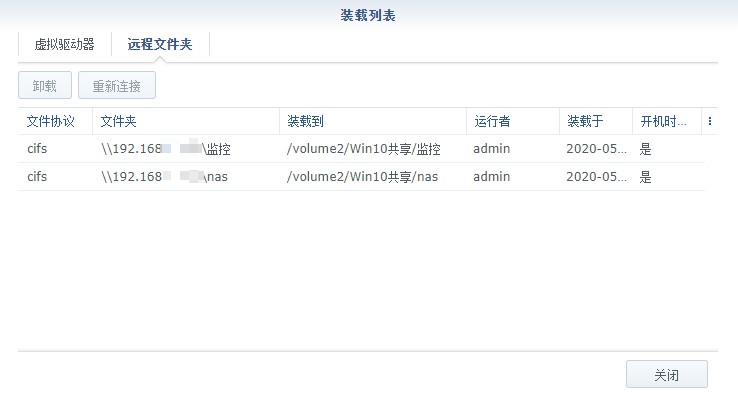 装载列表
虚拟驱动器 远程文件夹
卸载 重新连接
文件协议 文件夹 装载到 运行者 装载于 开机时...
cifs \\192.168 \监控 /volume2/Win10共享/监控 admin 2020-05... 是
cifs \\192.168 \nas /volume2/Win10共享/nas admin 2020-05... 是
关闭